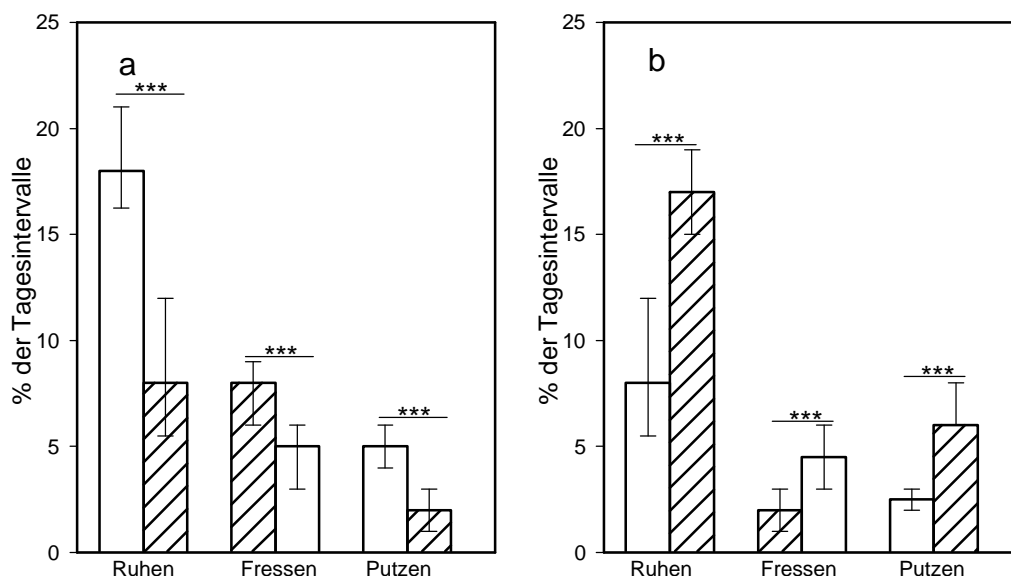 a
% der Tagesintervalle
25
20
15
10
5
0
***
***
***
Ruhen
Fressen
Putzen
b
% der Tagesintervalle
25
20
15
10
5
0
***
***
***
Ruhen
Fressen
Putzen